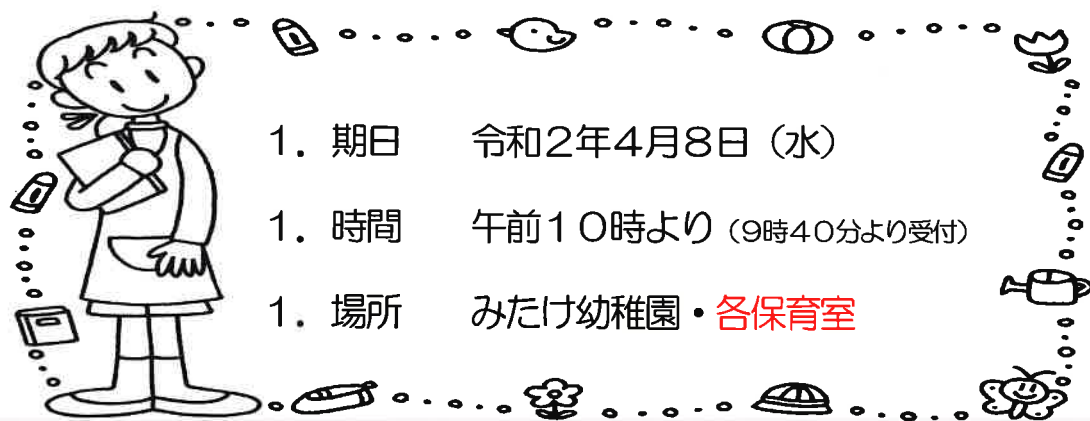 1. 期日 令和2年4月8日(水)
1. 時間 午前10時より(9時40分より受付)
1. 場所 みたけ幼稚園・各保育室